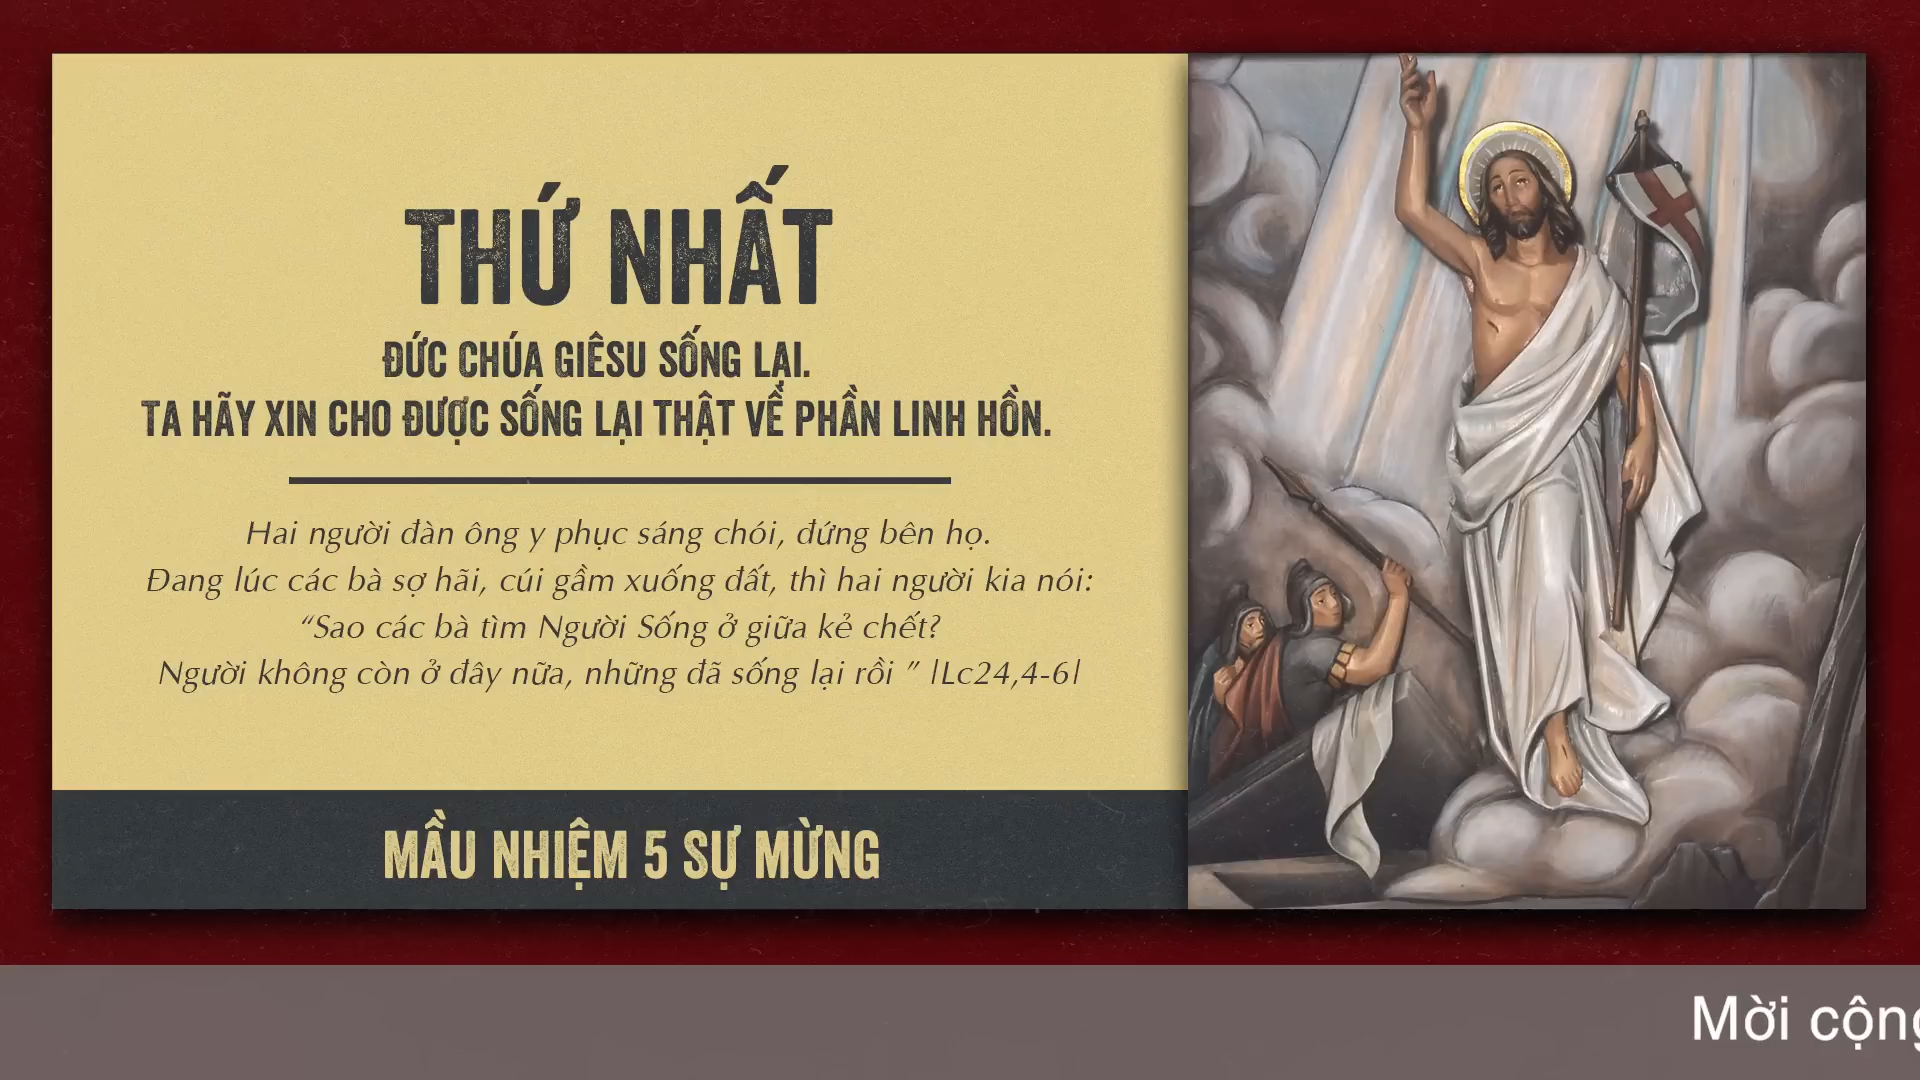 THỨ NHẤT
ĐỨC CHÚA GIÊSU SỐNG LẠI.
TA HÃY XIN CHO ĐƯỢC SỐNG LẠI THẬT VỀ PHẦN LINH HỒN.
Hai người đàn ông y phục sáng chói, đứng bên họ.
Đang lúc các bà sợ hãi, cúi gằm xuống đất, thì hai người kia nói:
“Sao các bà tìm Người Sống ở giữa kẻ chết?
Người không còn ở đây nữa, những đã sống lại rồi ” |Lc24,4-6|
MẦU NHIỆM 5 SỰ MỪNG
Mời cộng